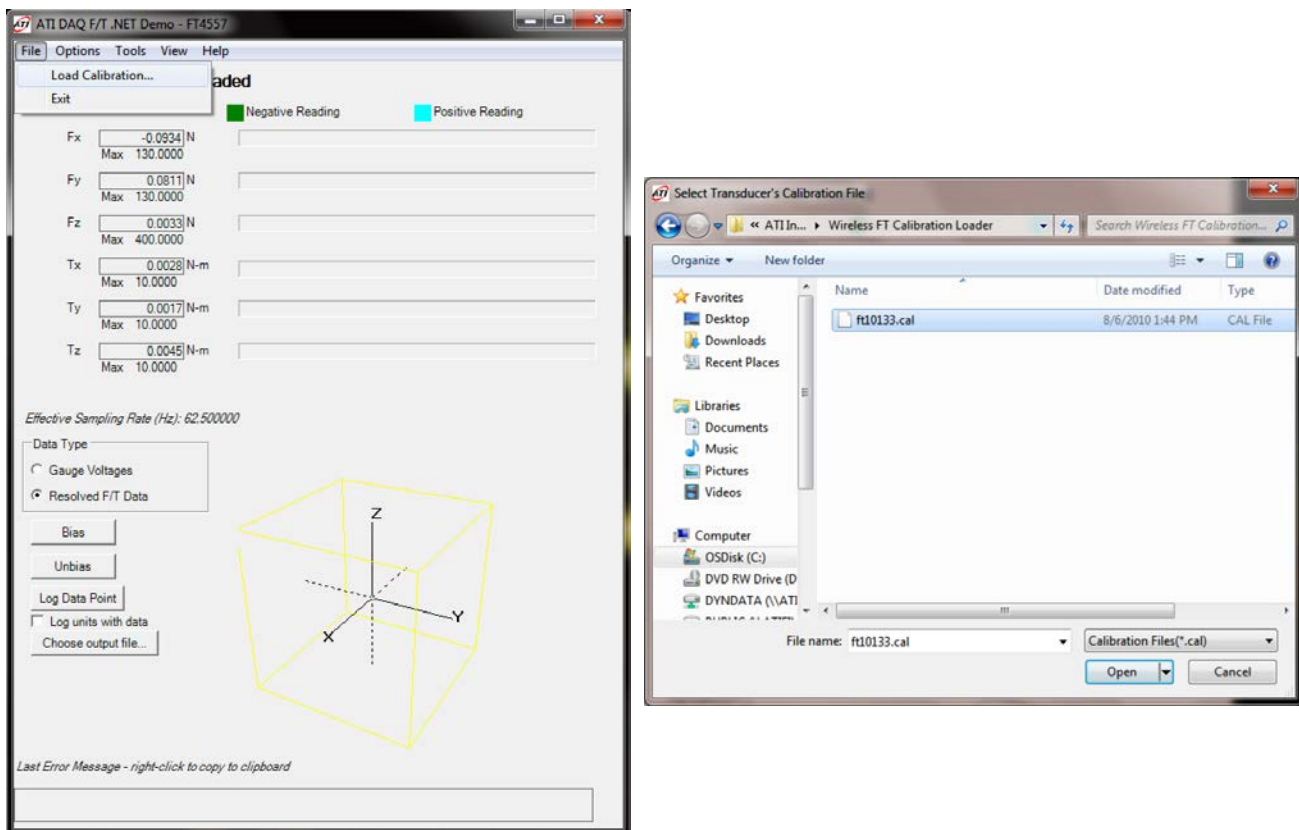 ATI DAQ F/T .NET Demo - FT4557
File Options Tools View Help
Load Calibration...
Exit
aded
Negative Reading
Positive Reading
Fx -0.0934 N
Max 130.0000
Fy 0.0811 N
Max 130.0000
Fz 0.0033 N
Max 400.0000
Tx 0.0028 N-m
Max 10.0000
Ty 0.0017 N-m
Max 10.0000
Tz 0.0045 N-m
Max 10.0000
Effective Sampling Rate (Hz): 62.500000
Data Type
Gauge Voltages
Resolved F/T Data
Bias
Unbias
Log Data Point
Log units with data
Choose output file...
Z
Y
X
Last Error Message - right-click to copy to clipboard
Select Transducer's Calibration File
« ATI In... Wireless FT Calibration Loader
Search Wireless FT Calibration...
Organize New folder
Name Date modified Type
ft10133.cal 8/6/2010 1:44 PM CAL File
Favorites
Desktop
Downloads
Recent Places
Libraries
Documents
Music
Pictures
Videos
Computer
OSDisk (C:)
DVD RW Drive (D
DYNDATA (\\ATI
File name: ft10133.cal
Calibration Files(*.cal)
Open Cancel